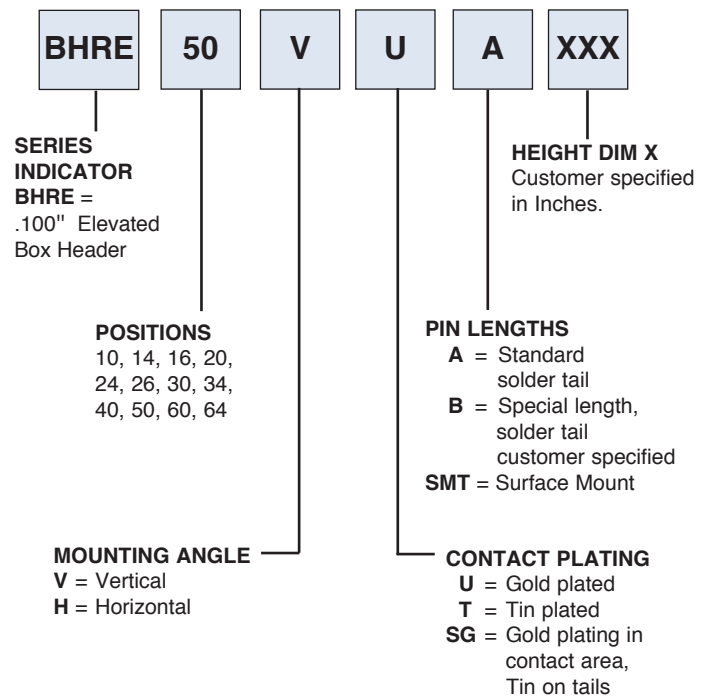 BHRE 50 V U A XXX
SERIES
INDICATOR
BHRE =
.100" Elevated
Box Header
HEIGHT DIM X
Customer specified
in Inches.
POSITIONS
10, 14, 16, 20,
24, 26, 30, 34,
40, 50, 60, 64
PIN LENGTHS
A = Standard
solder tail
B = Special length,
solder tail
customer specified
SMT = Surface Mount
MOUNTING ANGLE
V = Vertical
H = Horizontal
CONTACT PLATING
U = Gold plated
T = Tin plated
SG = Gold plating in
contact area,
Tin on tails